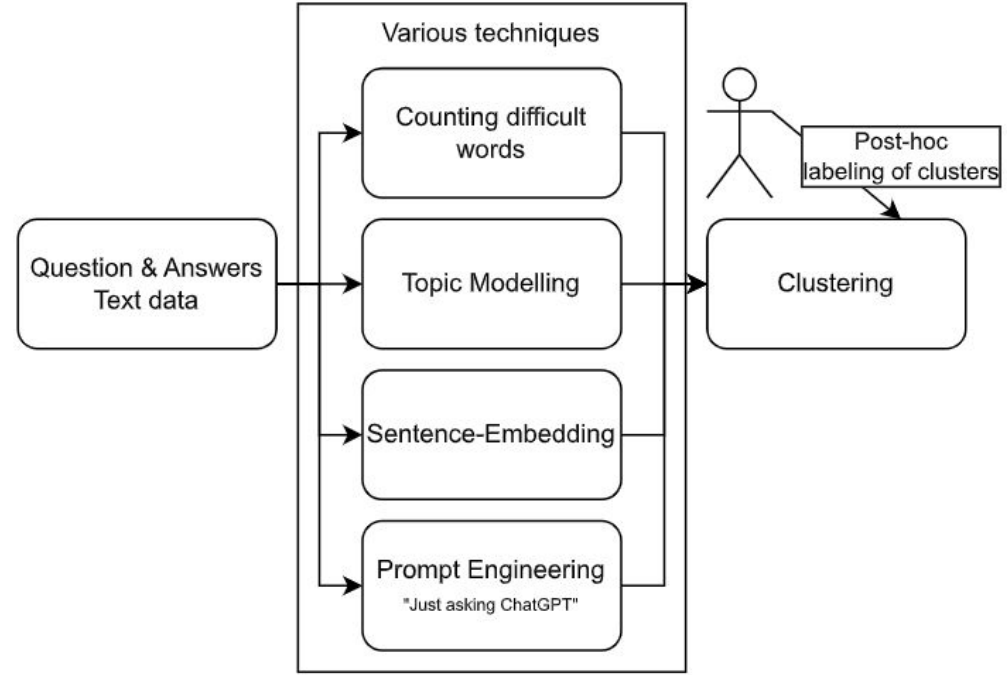 Various techniques
Counting difficult
words
Post-hoc
labeling of clusters
Question & Answers
Text data
Topic Modelling
Clustering
Sentence-Embedding
Prompt Engineering
"Just asking ChatGPT"